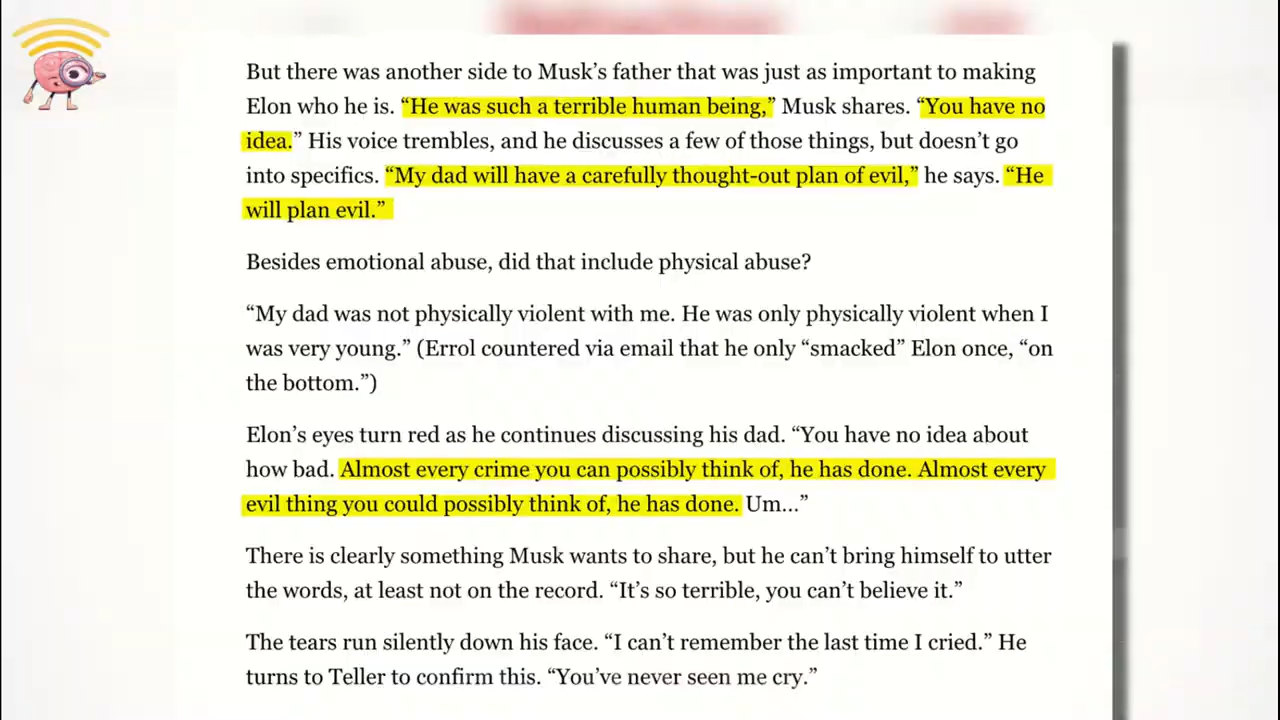 But there was another side to Musk’s father that was just as important to making
Elon who he is. “He was such a terrible human being,” Musk shares. “You have no
idea.” His voice trembles, and he discusses a few of those things, but doesn’t go
into specifics. “My dad will have a carefully thought-out plan of evil,” he says. “He
will plan evil.”
Besides emotional abuse, did that include physical abuse?
“My dad was not physically violent with me. He was only physically violent when I
was very young.” (Errol countered via email that he only “smacked” Elon once, “on
the bottom.”)
Elon’s eyes turn red as he continues discussing his dad. “You have no idea about
how bad. Almost every crime you can possibly think of, he has done. Almost every
evil thing you could possibly think of, he has done. Um...”
There is clearly something Musk wants to share, but he can’t bring himself to utter
the words, at least not on the record. “It’s so terrible, you can’t believe it.”
The tears run silently down his face. “I can’t remember the last time I cried.” He
turns to Teller to confirm this. “You’ve never seen me cry.”